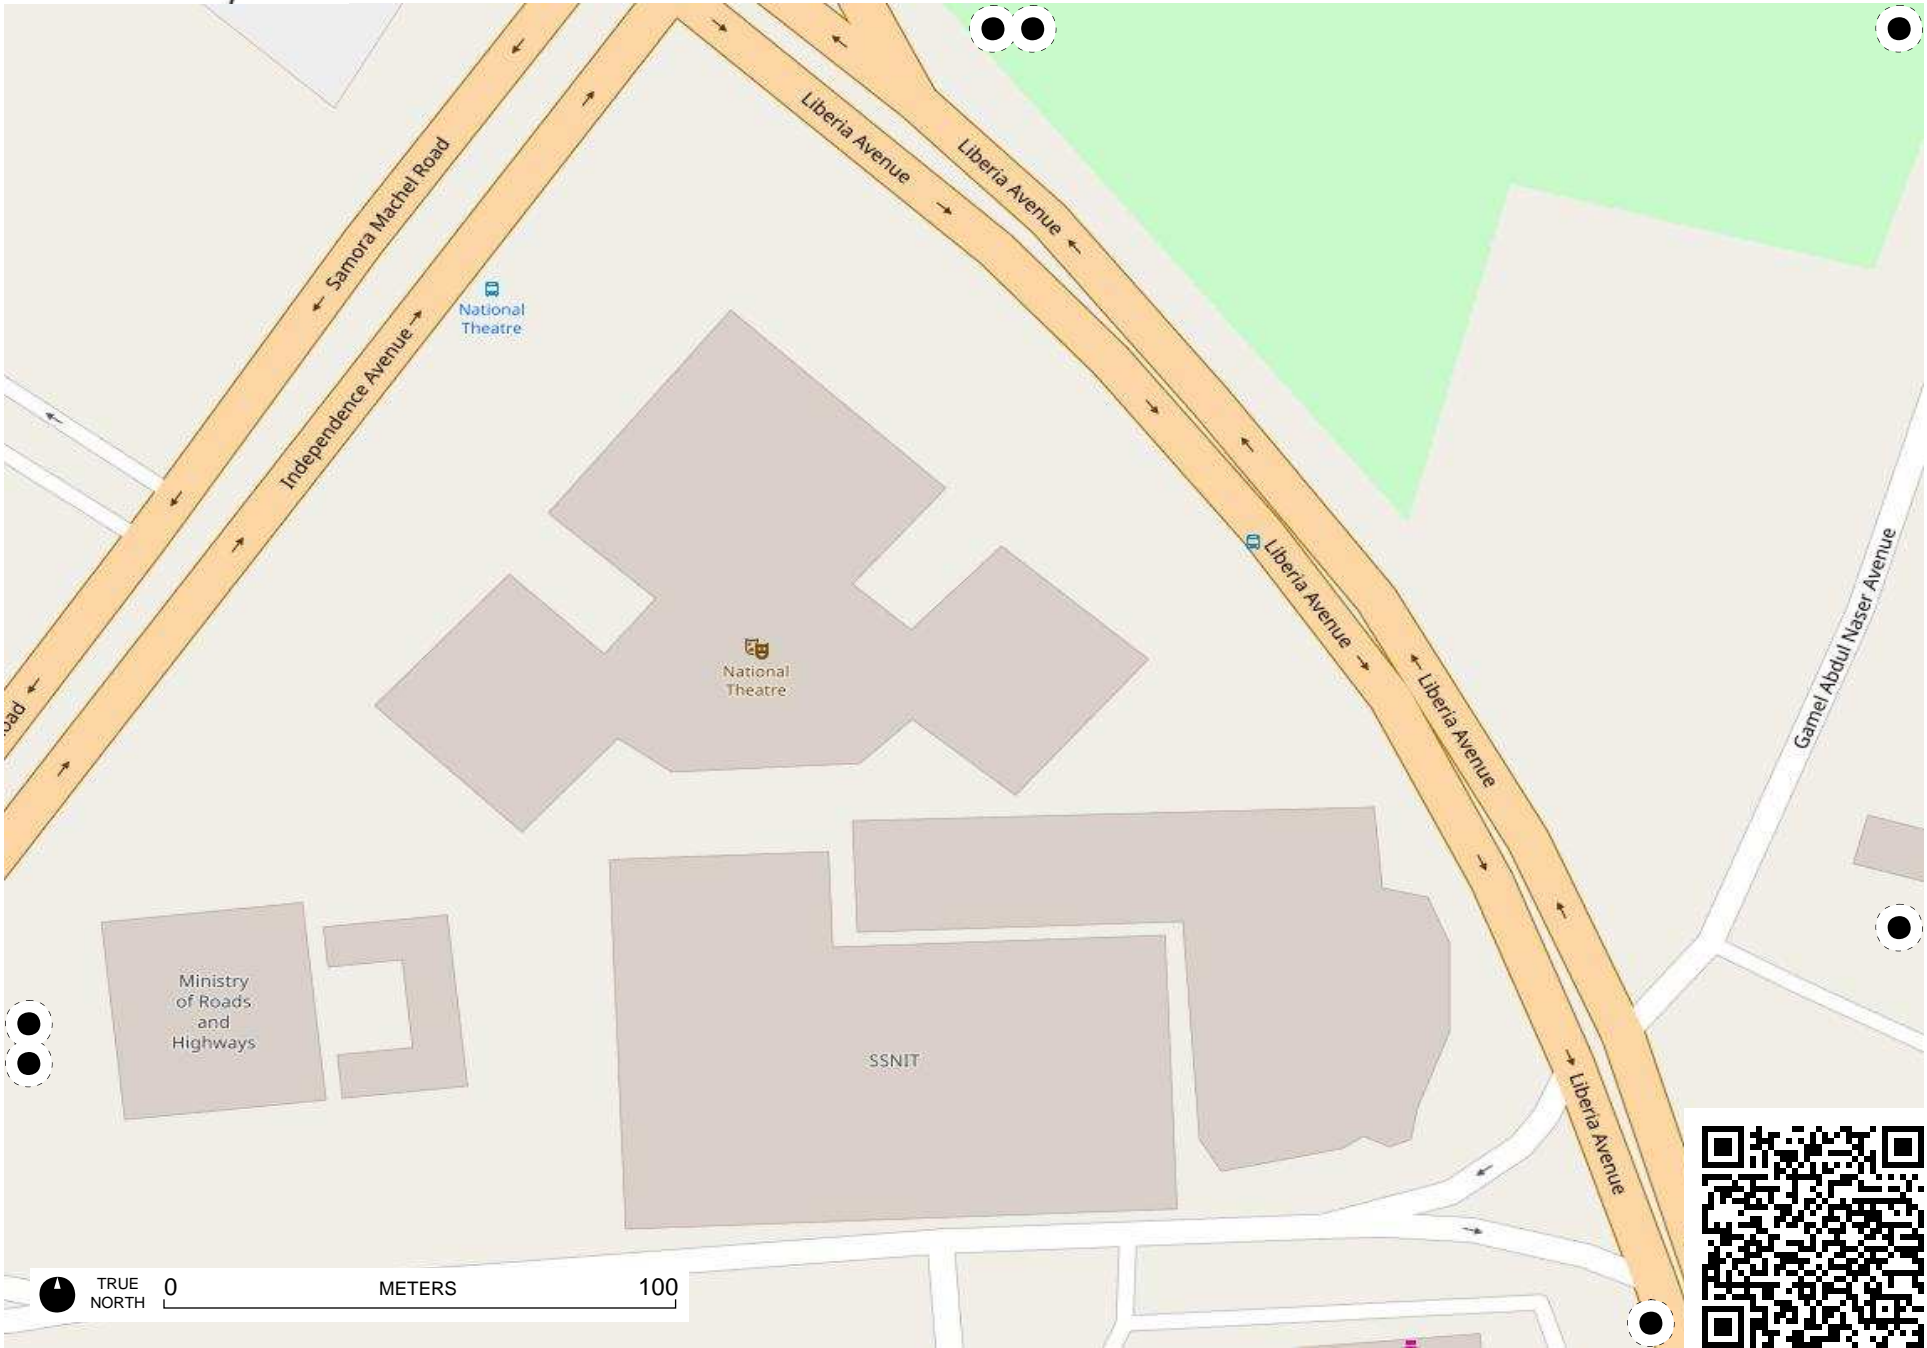 Liberia Avenue
Liberia Avenue
Samora Machel Road
National
Theatre
Independence Avenue
Liberia Avenue
Gamel Abdul Naser Avenue
National
Theatre
Liberia Avenue
Ministry
of Roads
and
Highways
SSNIT
Liberia Avenue
TRUE
NORTH
0
METERS
100